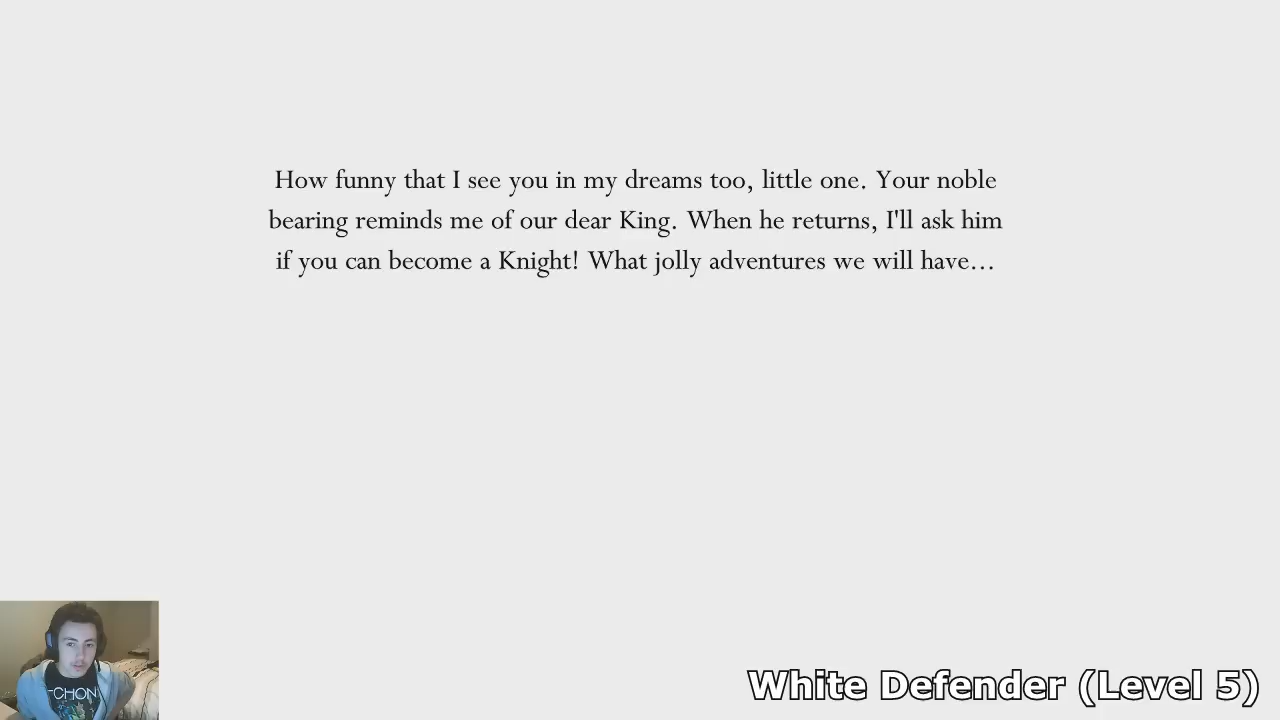 How funny that I see you in my dreams too, little one. Your noble
bearing reminds me of our dear King. When he returns, I'll ask him
if you can become a Knight! What jolly adventures we will have...
CHON
White Defender (Level 5)